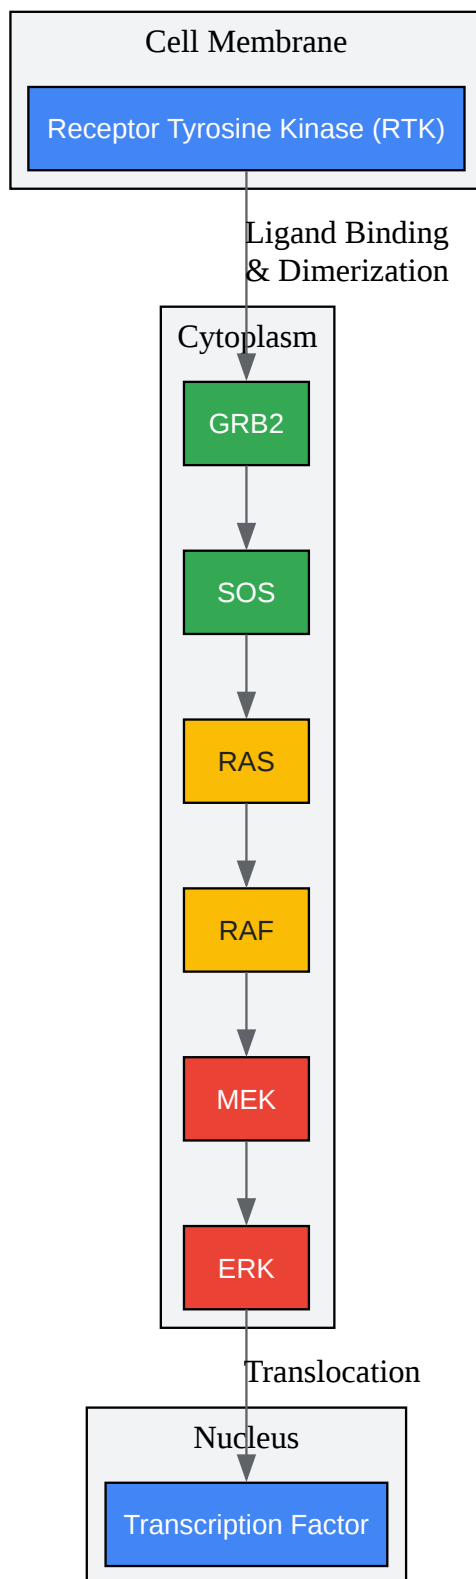 Cell Membrane
Receptor Tyrosine Kinase (RTK)
Ligand Binding
& Dimerization
Cytoplasm
GRB2
SOS
RAS
RAF
MEK
ERK
Translocation
Nucleus
Transcription Factor